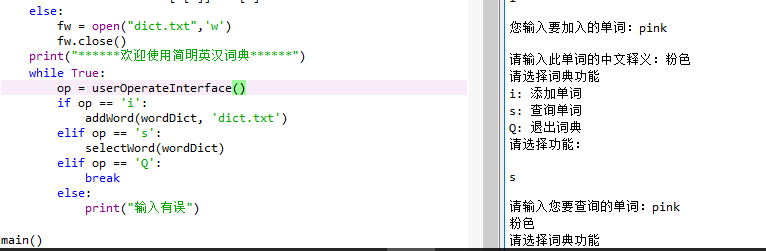 else:
fw = open("dict.txt",'w')
fw.close()
print("******欢迎使用简明英汉词典******")
while True:
op = userOperateInterface()
if op == 'i':
addWord(wordDict, 'dict.txt')
elif op == 's':
selectWord(wordDict)
elif op == 'Q':
break
else:
print("输入有误")
main()
您输入要加入的单词：pink
请输入此单词的中文释义：粉色
请选择词典功能
i: 添加单词
s: 查询单词
Q: 退出词典
请选择功能：
s
请输入您要查询的单词：pink
粉色
请选择词典功能